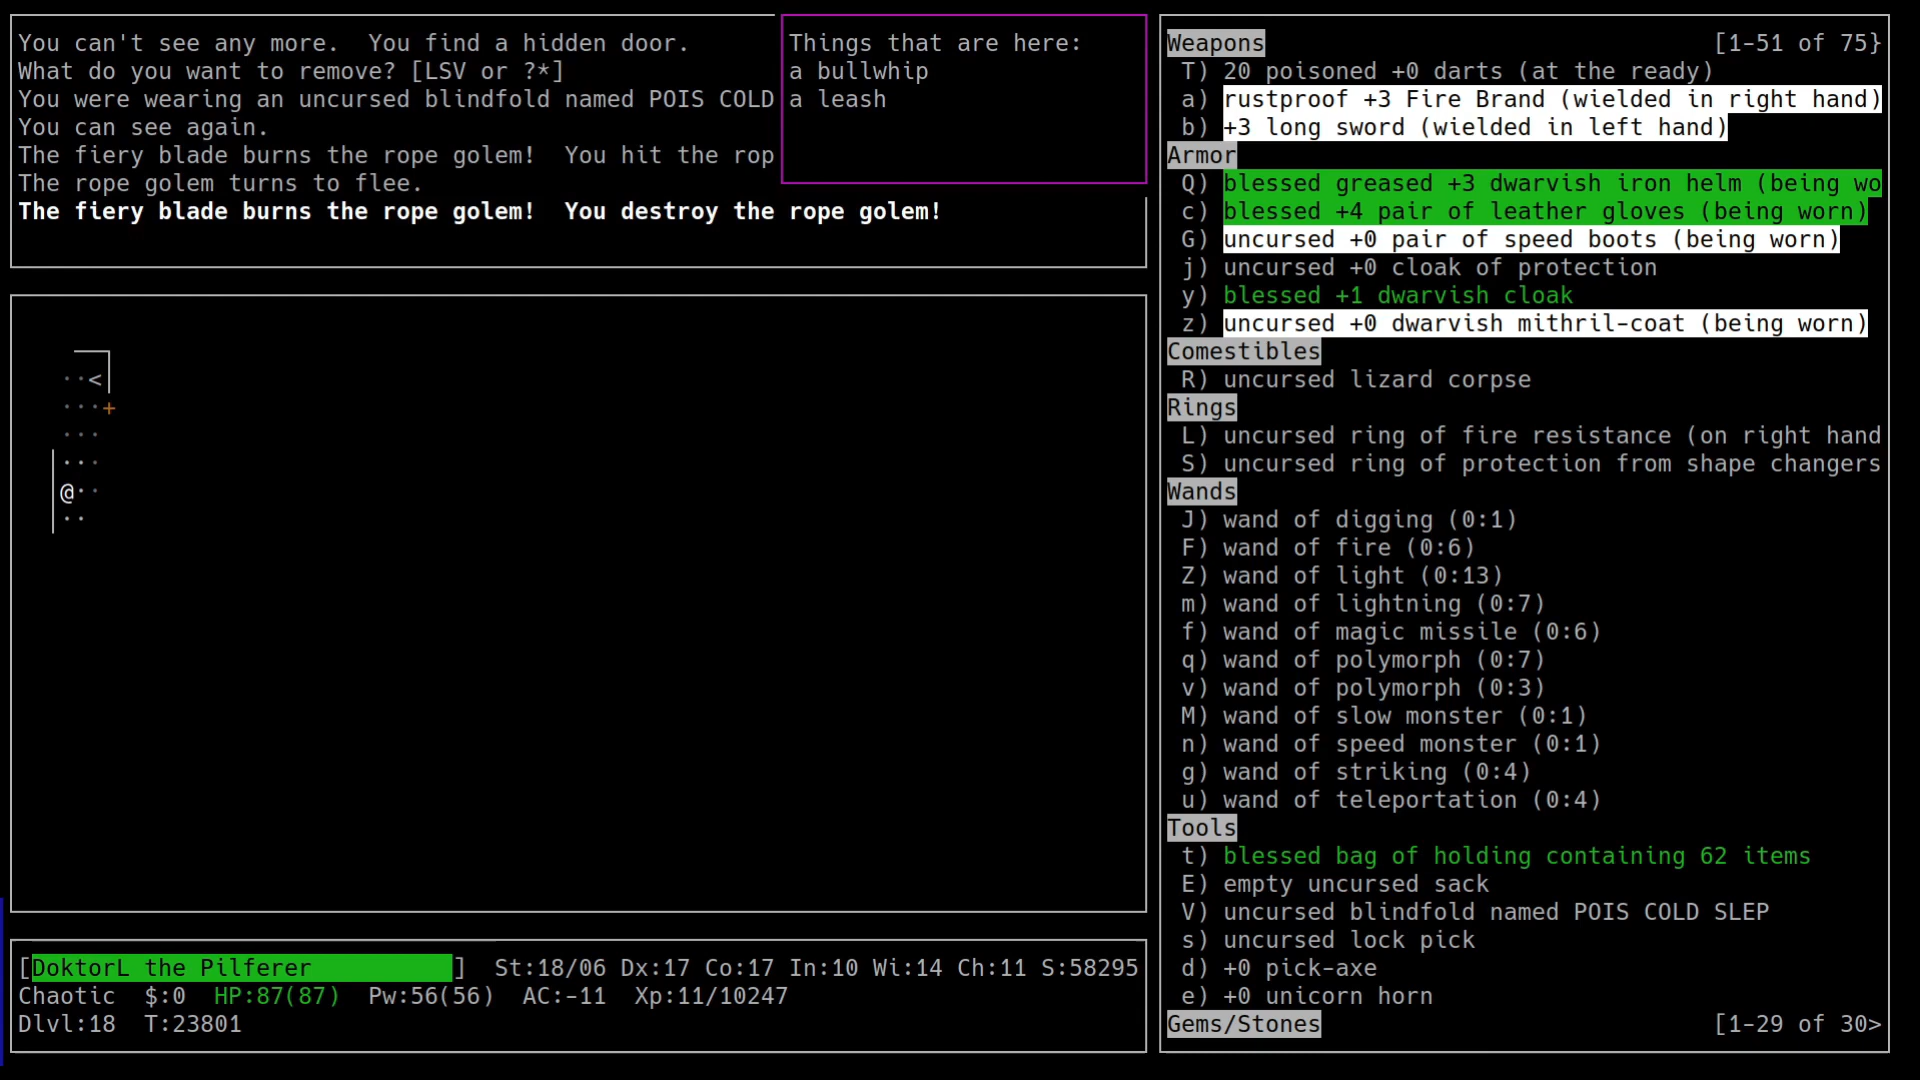 You can't see any more.  You find a hidden door.
What do you want to remove? [LSV or ?*]
You were wearing an uncursed blindfold named POIS COLD
You can see again.
The fiery blade burns the rope golem!  You hit the rop
The rope golem turns to flee.
The fiery blade burns the rope golem!  You destroy the rope golem!
Things that are here:
a bullwhip
a leash
··<
···+
···
···
@··
··
[DoktorL the Pilferer          ]  St:18/06 Dx:17 Co:17 In:10 Wi:14 Ch:11 S:58295
Chaotic  $:0  HP:87(87)  Pw:56(56)  AC:-11  Xp:11/10247
Dlvl:18  T:23801
Weapons [1-51 of 75}
T) 20 poisoned +0 darts (at the ready)
a) rustproof +3 Fire Brand (wielded in right hand)
b) +3 long sword (wielded in left hand)
Armor
Q) blessed greased +3 dwarvish iron helm (being wo
c) blessed +4 pair of leather gloves (being worn)
G) uncursed +0 pair of speed boots (being worn)
j) uncursed +0 cloak of protection
y) blessed +1 dwarvish cloak
z) uncursed +0 dwarvish mithril-coat (being worn)
Comestibles
R) uncursed lizard corpse
Rings
L) uncursed ring of fire resistance (on right hand
S) uncursed ring of protection from shape changers
Wands
J) wand of digging (0:1)
F) wand of fire (0:6)
Z) wand of light (0:13)
m) wand of lightning (0:7)
f) wand of magic missile (0:6)
q) wand of polymorph (0:7)
v) wand of polymorph (0:3)
M) wand of slow monster (0:1)
n) wand of speed monster (0:1)
g) wand of striking (0:4)
u) wand of teleportation (0:4)
Tools
t) blessed bag of holding containing 62 items
E) empty uncursed sack
V) uncursed blindfold named POIS COLD SLEP
s) uncursed lock pick
d) +0 pick-axe
e) +0 unicorn horn
Gems/Stones [1-29 of 30>